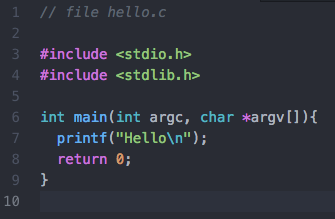 1 // file hello.c
2
3 #include <stdio.h>
4 #include <stdlib.h>
5
6 int main(int argc, char *argv[]){
7   printf("Hello\n");
8   return 0;
9 }
10